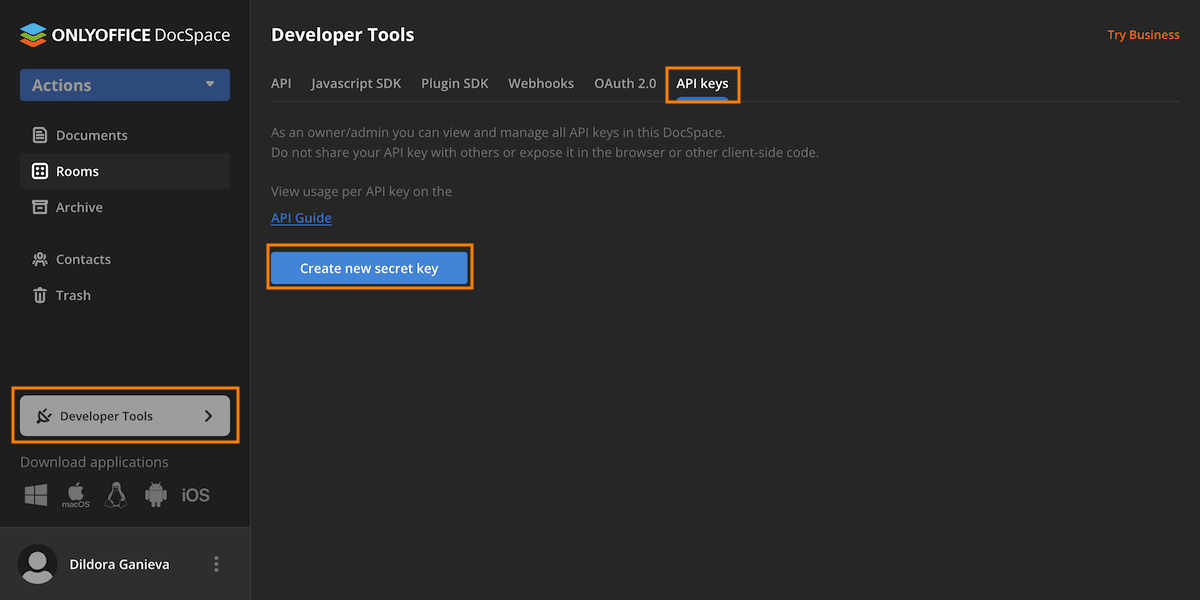 ONLYOFFICE DocSpace
Actions
Documents
Rooms
Archive
Contacts
Trash
Developer Tools
Download applications
macOS
iOS
Dildora Ganieva
Developer Tools
Try Business
API Javascript SDK Plugin SDK Webhooks OAuth 2.0 API keys
As an owner/admin you can view and manage all API keys in this DocSpace.
Do not share your API key with others or expose it in the browser or other client-side code.
View usage per API key on the
API Guide
Create new secret key